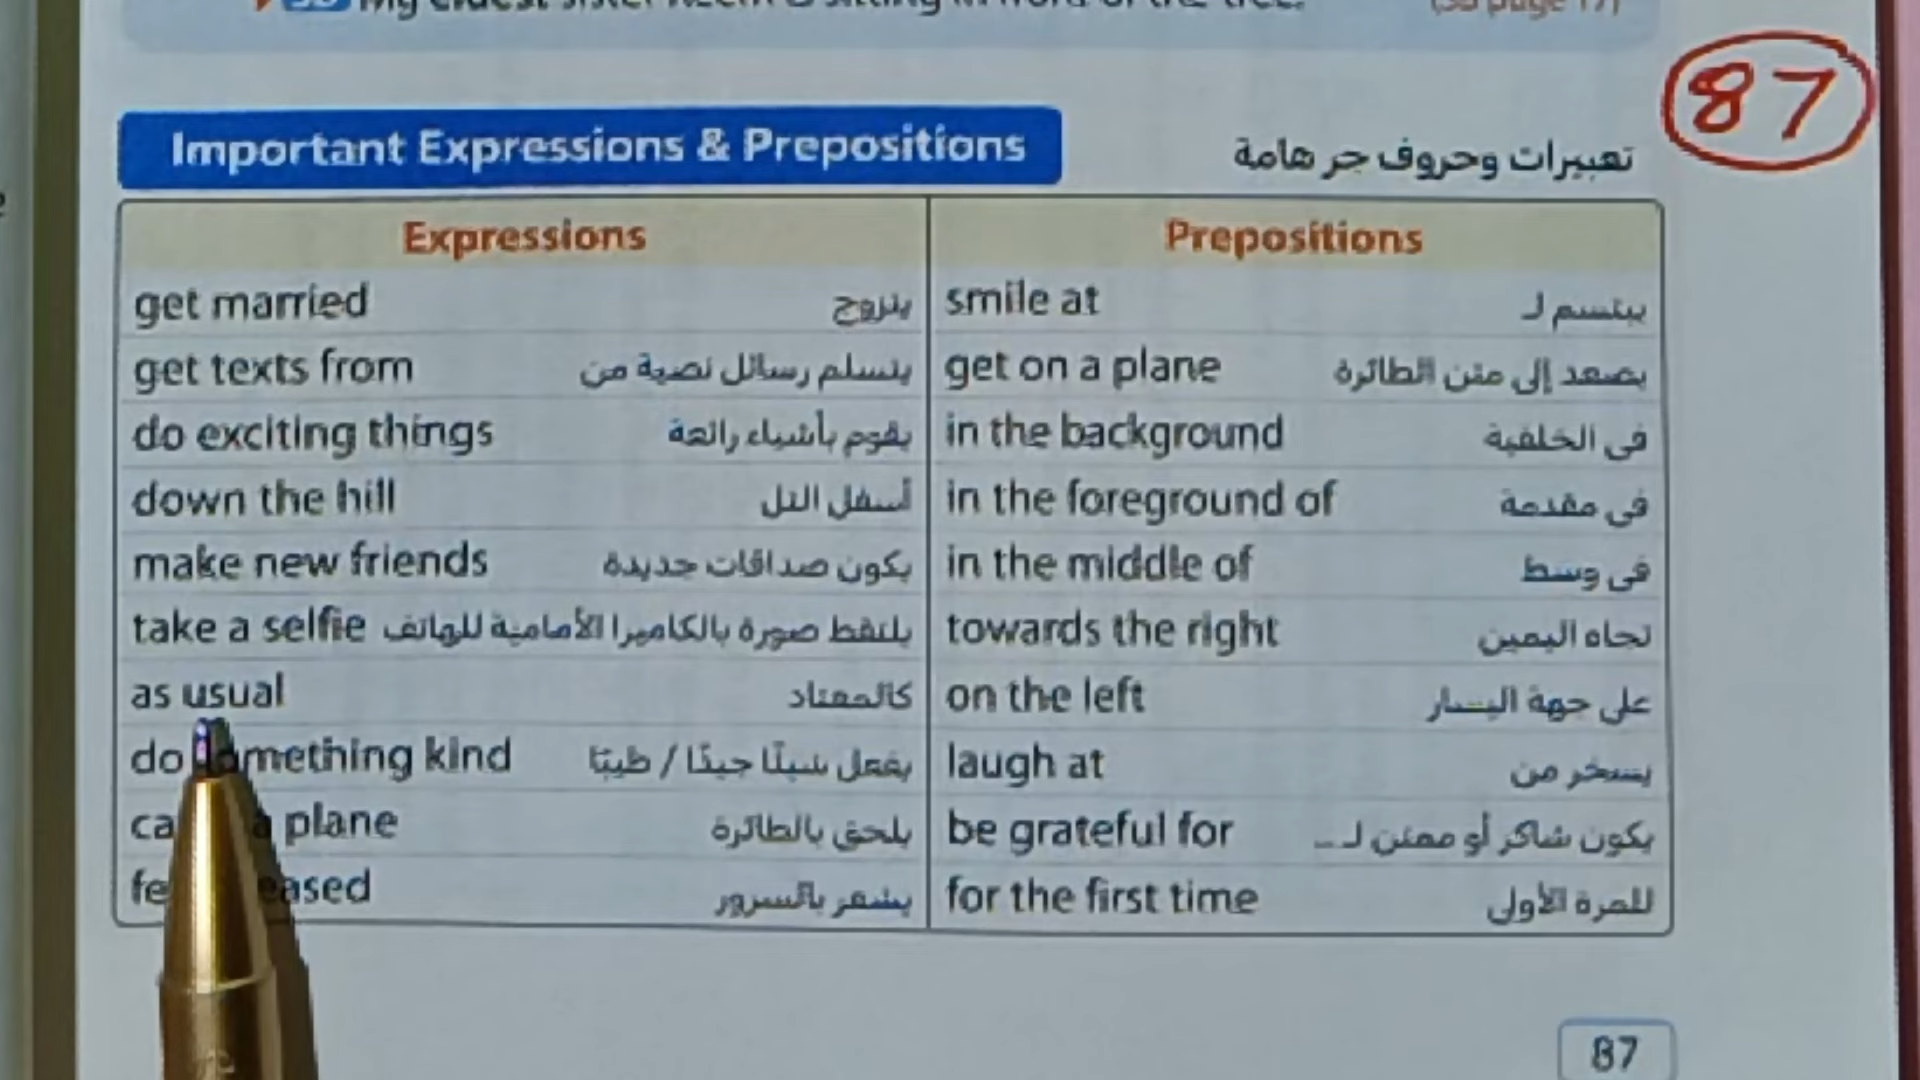 87
Important Expressions & Prepositions تعبيرات وحروف جر هامة
Expressions Prepositions
get married يتزوج smile at يبتسم لـ
get texts from يتسلم رسائل نصية من get on a plane يصعد إلى متن الطائرة
do exciting things يقوم بأشياء رائعة in the background فى الخلفية
down the hill أسفل التل in the foreground of فى مقدمة
make new friends يكون صداقات جديدة in the middle of فى وسط
take a selfie يلتقط صورة بالكاميرا الأمامية للهاتف towards the right تجاه اليمين
as usual كالمعتاد on the left على جهة اليسار
do something kind يفعل شيئًا جيدًا / طيبًا laugh at يسخر من
a plane يلحق بالطائرة be grateful for يكون شاكر أو ممتن لـ ...
يشعر بالسرور for the first time للمرة الأولى
87